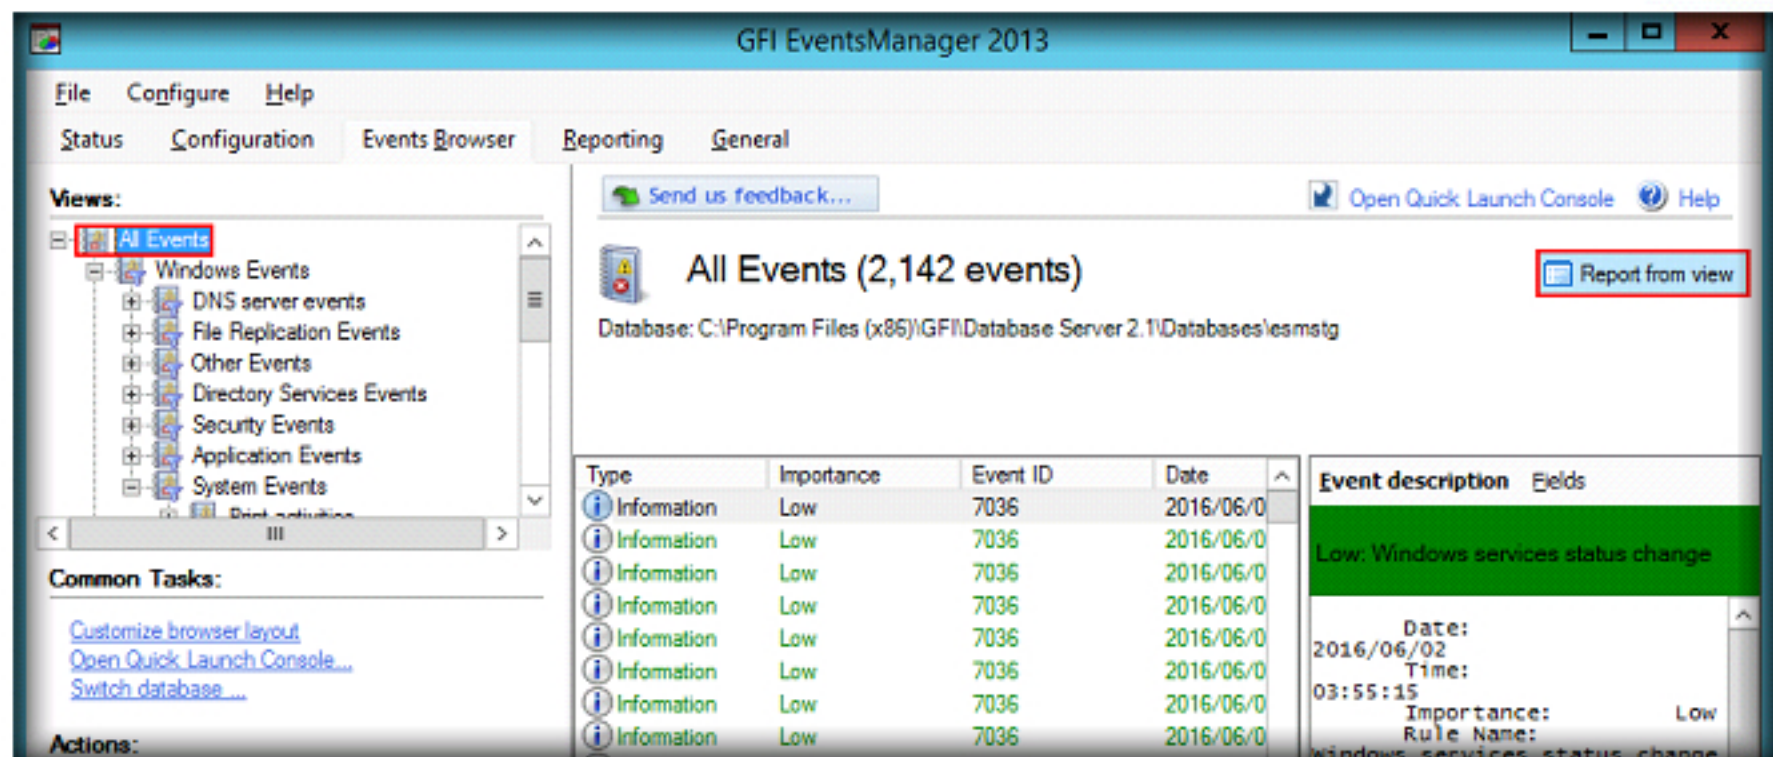 GFI EventsManager 2013
File Configure Help
Status Configuration Events Browser Reporting General
Views:
All Events
Windows Events
DNS server events
File Replication Events
Other Events
Directory Services Events
Security Events
Application Events
System Events
Print activities
Common Tasks:
Customize browser layout
Open Quick Launch Console...
Switch database ...
Actions:
Send us feedback...
Open Quick Launch Console Help
All Events (2,142 events)
Report from view
Database: C:\Program Files (x86)\GFI\Database Server 2.1\Databases\esmstg
Type Importance Event ID Date
Information Low 7036 2016/06/0
Information Low 7036 2016/06/0
Information Low 7036 2016/06/0
Information Low 7036 2016/06/0
Information Low 7036 2016/06/0
Information Low 7036 2016/06/0
Information Low 7036 2016/06/0
Information Low 7036 2016/06/0
Event description Fields
Low: Windows services status change
Date:
2016/06/02
Time:
03:55:15
Importance: Low
Rule Name:
Windows services status change